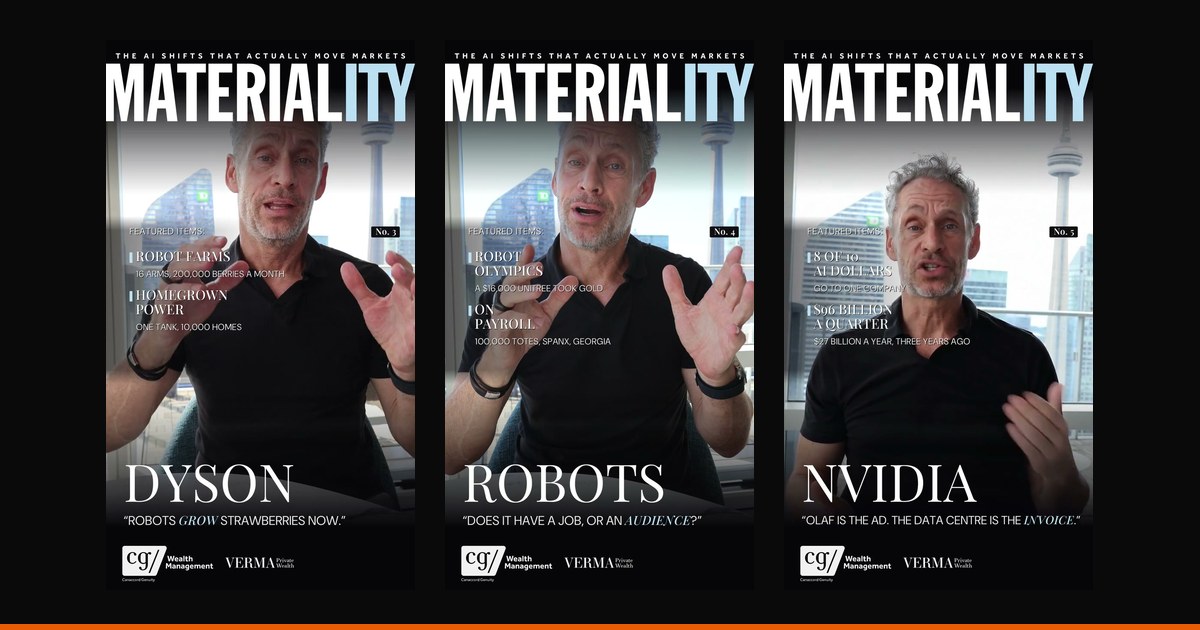 THE AI SHIFTS THAT ACTUALLY MOVE MARKETS
MATERIALITY
No. 3
FEATURED ITEMS:
ROBOT FARMS
16 ARMS, 200,000 BERRIES A MONTH
HOMEGROWN
POWER
ONE TANK, 10,000 HOMES
DYSON
“ROBOTS GROW STRAWBERRIES NOW.”
cg/ Wealth
Management
Canaccord Genuity
VERMA Private
Wealth
THE AI SHIFTS THAT ACTUALLY MOVE MARKETS
MATERIALITY
No. 4
FEATURED ITEMS:
ROBOT
OLYMPICS
A $16,000 UNITREE TOOK GOLD
ON
PAYROLL
100,000 TOTES, SPANX, GEORGIA
ROBOTS
“DOES IT HAVE A JOB, OR AN AUDIENCE?”
cg/ Wealth
Management
Canaccord Genuity
VERMA Private
Wealth
THE AI SHIFTS THAT ACTUALLY MOVE MARKETS
MATERIALITY
No. 5
FEATURED ITEMS:
8 OF 10
AI DOLLARS
GO TO ONE COMPANY
$96 BILLION
A QUARTER
$27 BILLION A YEAR, THREE YEARS AGO
NVIDIA
“OLAF IS THE AD. THE DATA CENTRE IS THE INVOICE.”
cg/ Wealth
Management
Canaccord Genuity
VERMA Private
Wealth